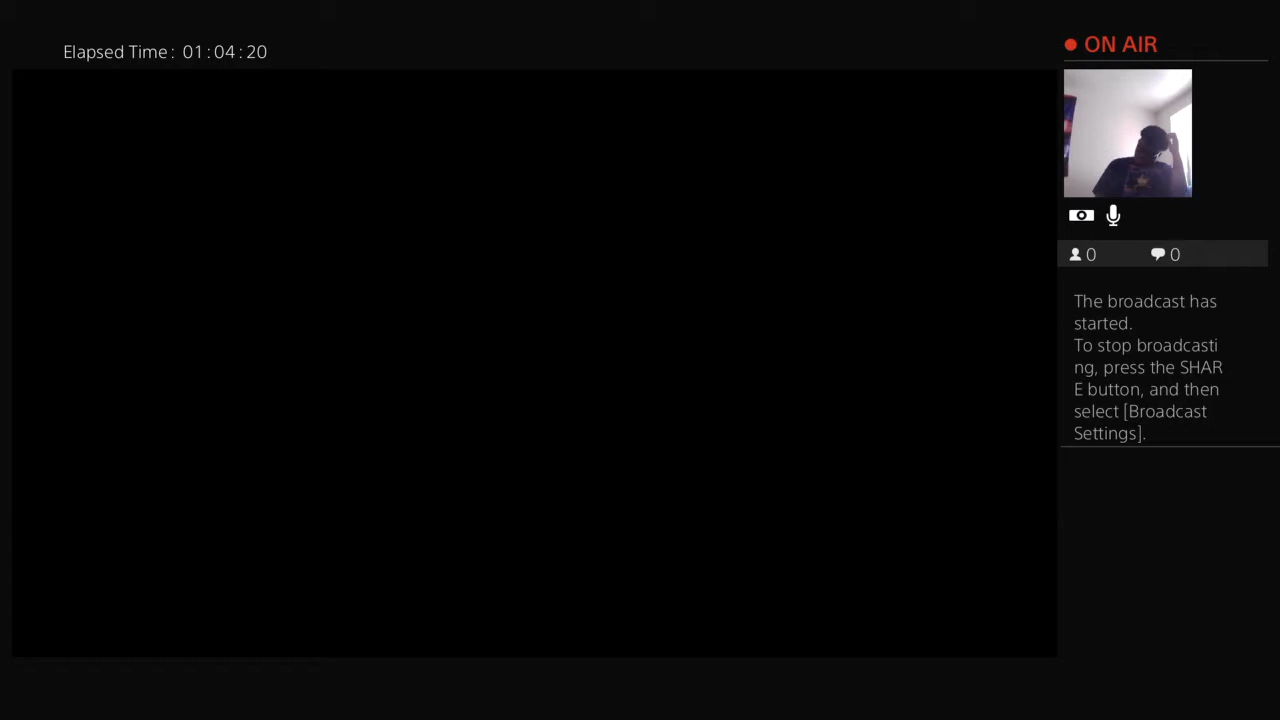 Elapsed Time: 01:04:20
ON AIR
0 0
The broadcast has
started.
To stop broadcasti
ng, press the SHAR
E button, and then
select [Broadcast
Settings].